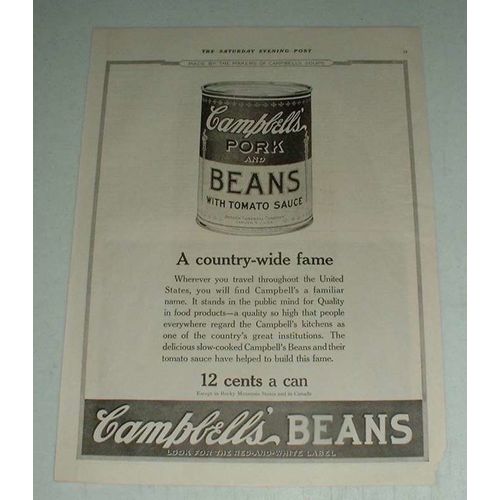 THE SATURDAY EVENING POST
MADE BY THE MAKERS OF CAMPBELL'S SOUPS
Campbell's
PORK
AND
BEANS
WITH TOMATO SAUCE
A country-wide fame
Wherever you travel throughout the United
States, you will find Campbell's a familiar
name. It stands in the public mind for Quality
in food products—a quality so high that people
everywhere regard the Campbell's kitchens as
one of the country's great institutions. The
delicious slow-cooked Campbell's Beans and their
tomato sauce have helped to build this fame.
12 cents a can
Except in Rocky Mountain States and in Canada
Campbell's BEANS
LOOK FOR THE RED-AND-WHITE LABEL